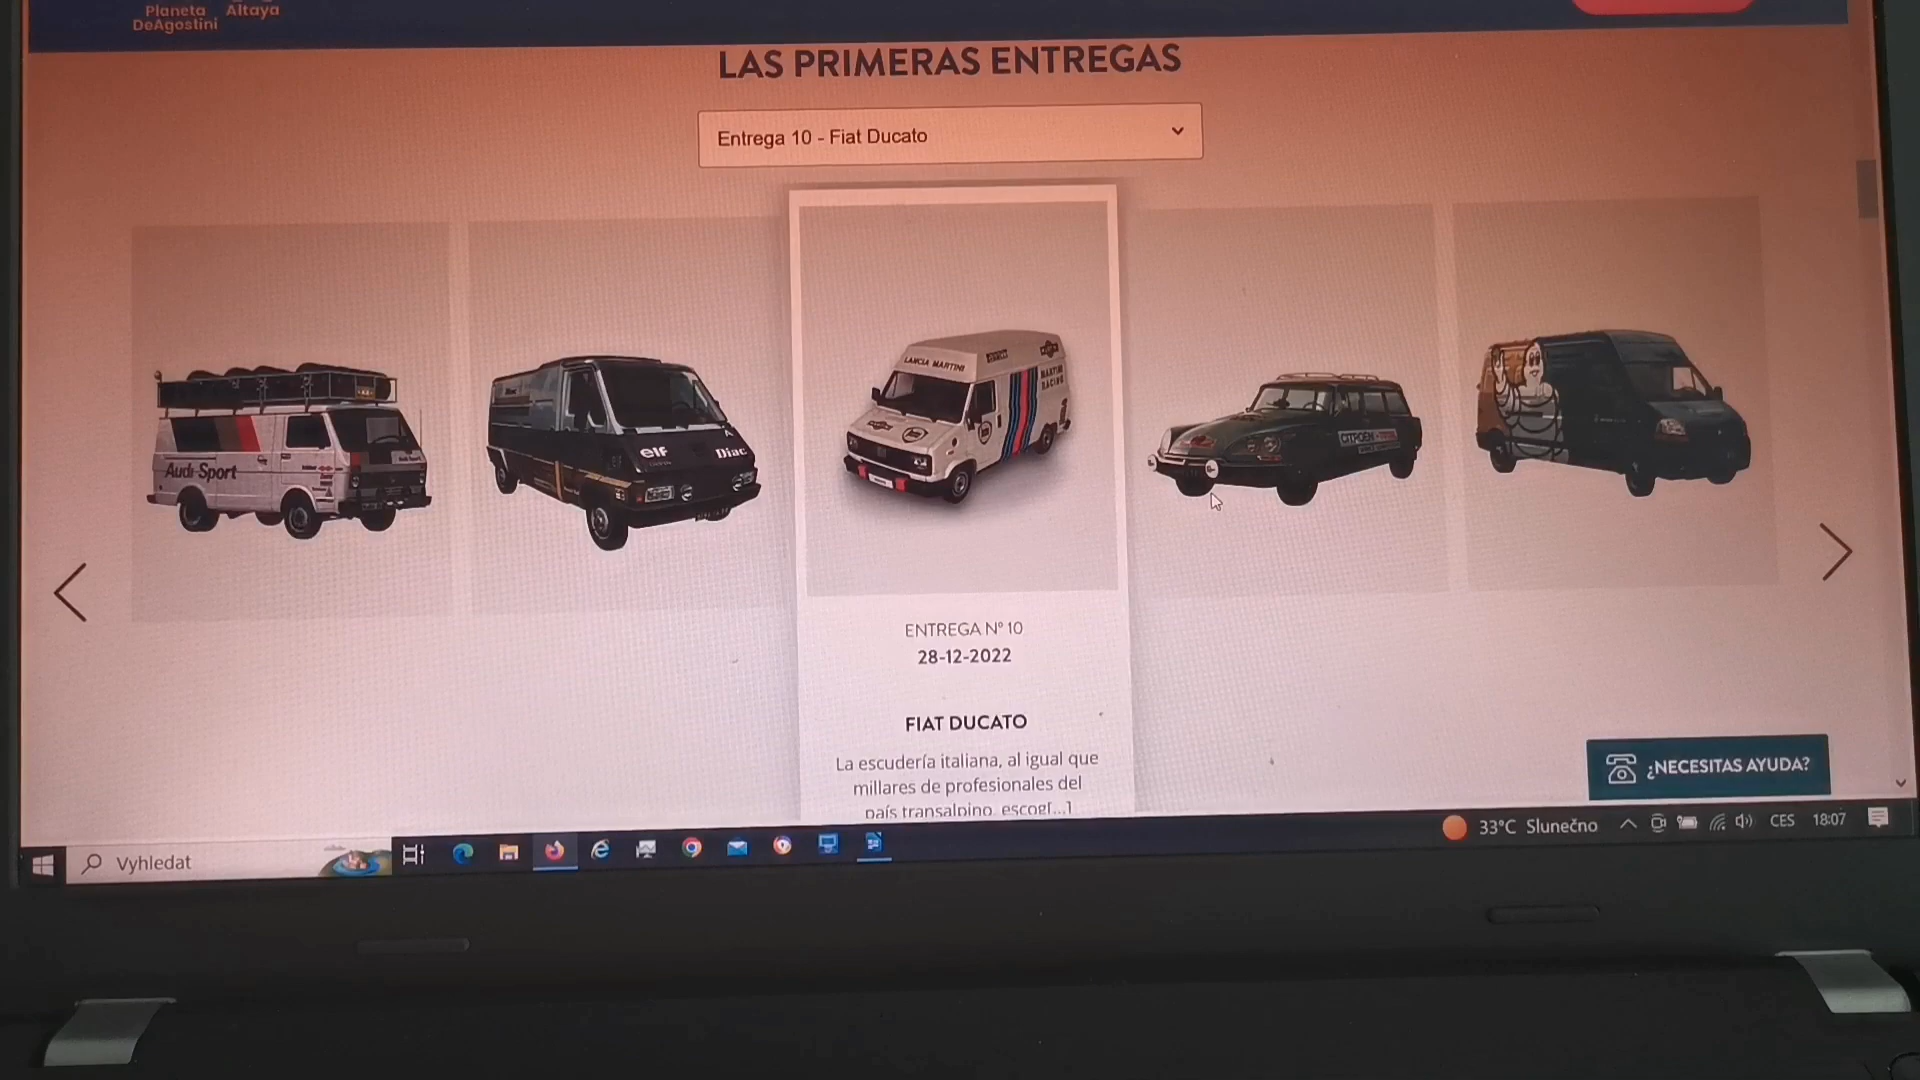 Planeta
DeAgostini
Altaya
LAS PRIMERAS ENTREGAS
Entrega 10 - Fiat Ducato
Audi Sport
elf
Diac
LANCIA MARTINI
MARTINI
RACING
CITROËN
ENTREGA Nº 10
28-12-2022
FIAT DUCATO
La escudería italiana, al igual que
millares de profesionales del
país transalpino, escog[...]
¿NECESITAS AYUDA?
Vyhledat
33°C Slunečno
CES
18:07